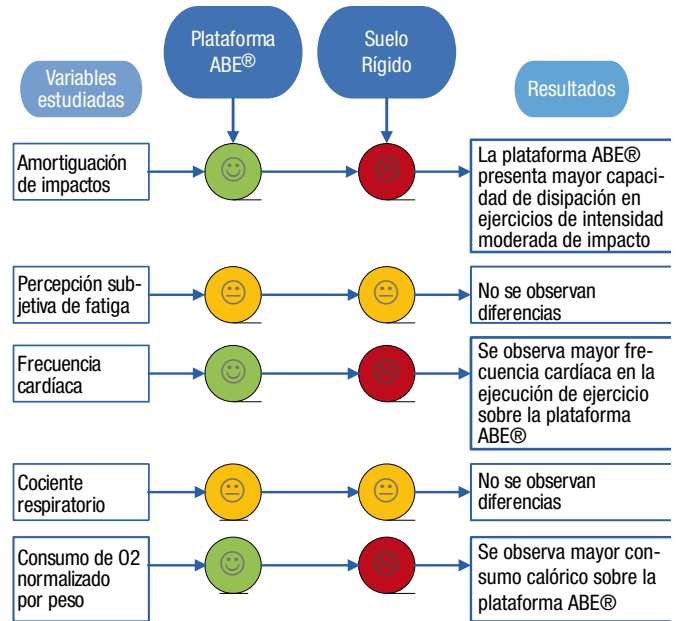 Plataforma
ABE®
Suelo
Rígido
Variables
estudiadas
Resultados
Amortiguación
de impactos
La plataforma ABE®
presenta mayor capaci-
dad de disipación en
ejercicios de intensidad
moderada de impacto
Percepción sub-
jetiva de fatiga
No se observan
diferencias
Frecuencia
cardíaca
Se observa mayor fre-
cuencia cardíaca en la
ejecución de ejercicio
sobre la plataforma
ABE®
Cociente
respiratorio
No se observan
diferencias
Consumo de O2
normalizado
por peso
Se observa mayor con-
sumo calórico sobre la
plataforma ABE®